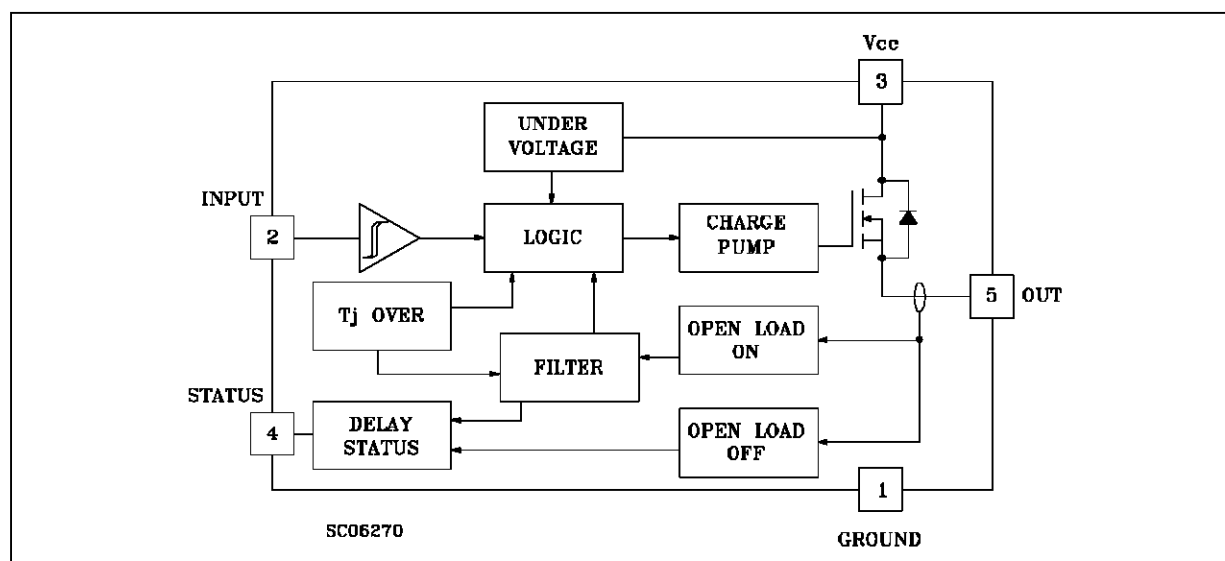 Vcc
3
UNDER
VOLTAGE
INPUT
2
LOGIC
CHARGE
PUMP
5
OUT
Tj OVER
OPEN LOAD
ON
FILTER
STATUS
4
DELAY
STATUS
OPEN LOAD
OFF
1
SC06270
GROUND